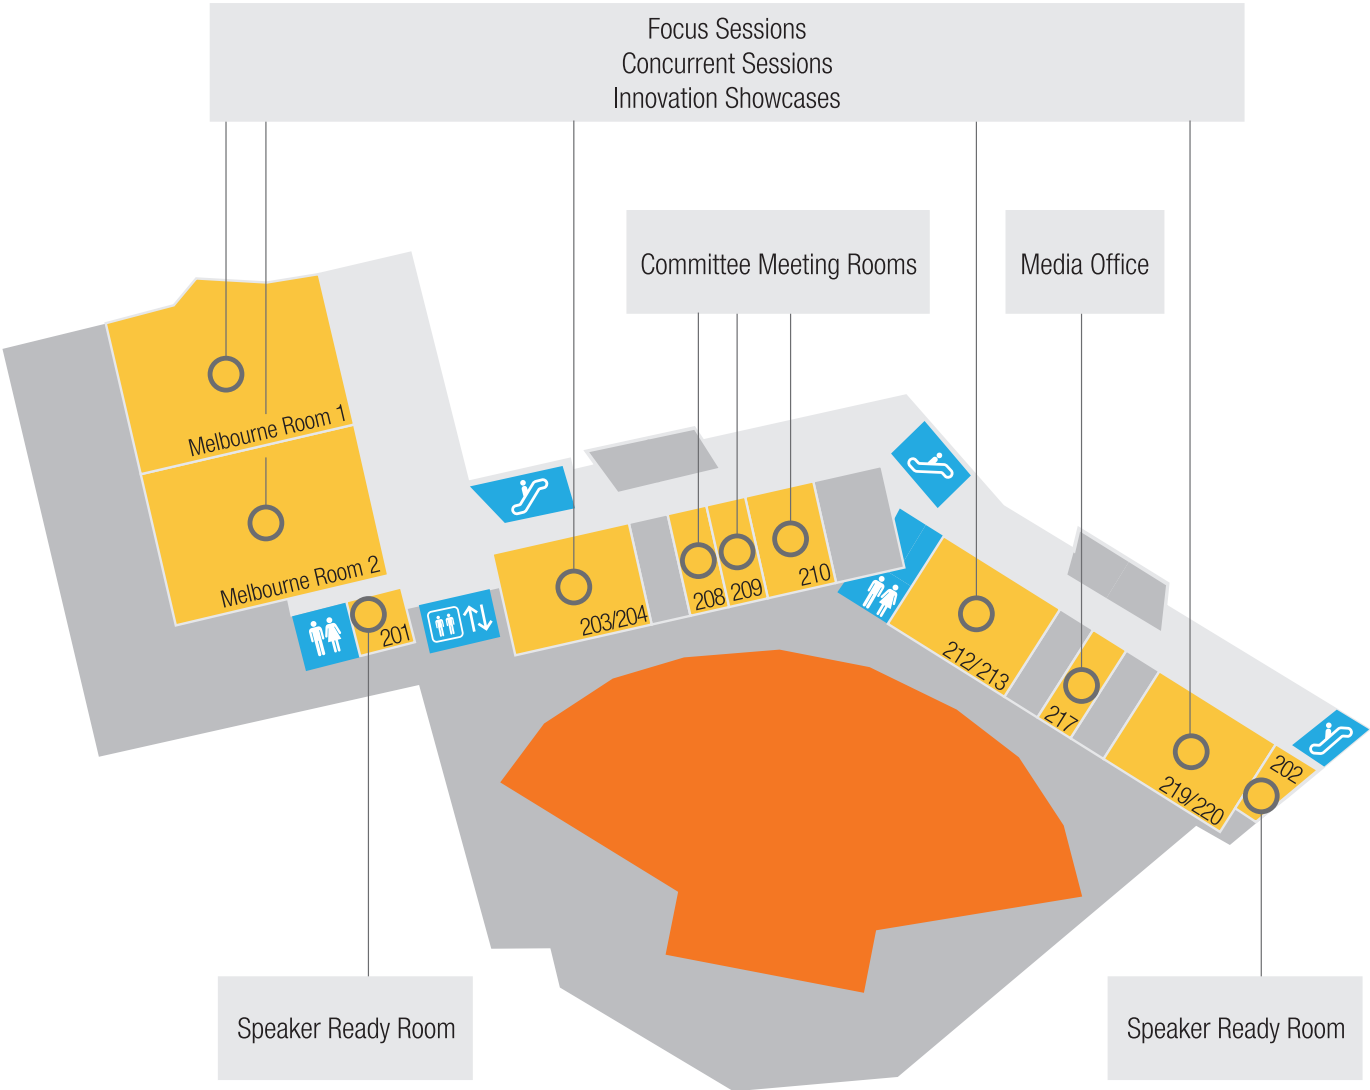 Focus Sessions
Concurrent Sessions
Innovation Showcases
Committee Meeting Rooms
Media Office
Melbourne Room 1
Melbourne Room 2
201
203/204
208
209
210
212/213
217
219/220
202
Speaker Ready Room
Speaker Ready Room